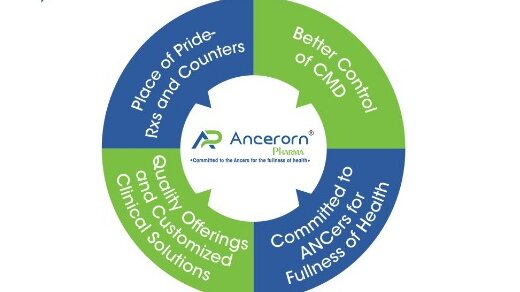 Place of Pride-
Rxs and Counters
Better Control
of CMD
Ancerorn®
PHARMA
•Committed to the Ancers for the fullness of health•
Quality Offerings
and Customized
Clinical Solutions
Committed to
ANCers for
Fullness of Health